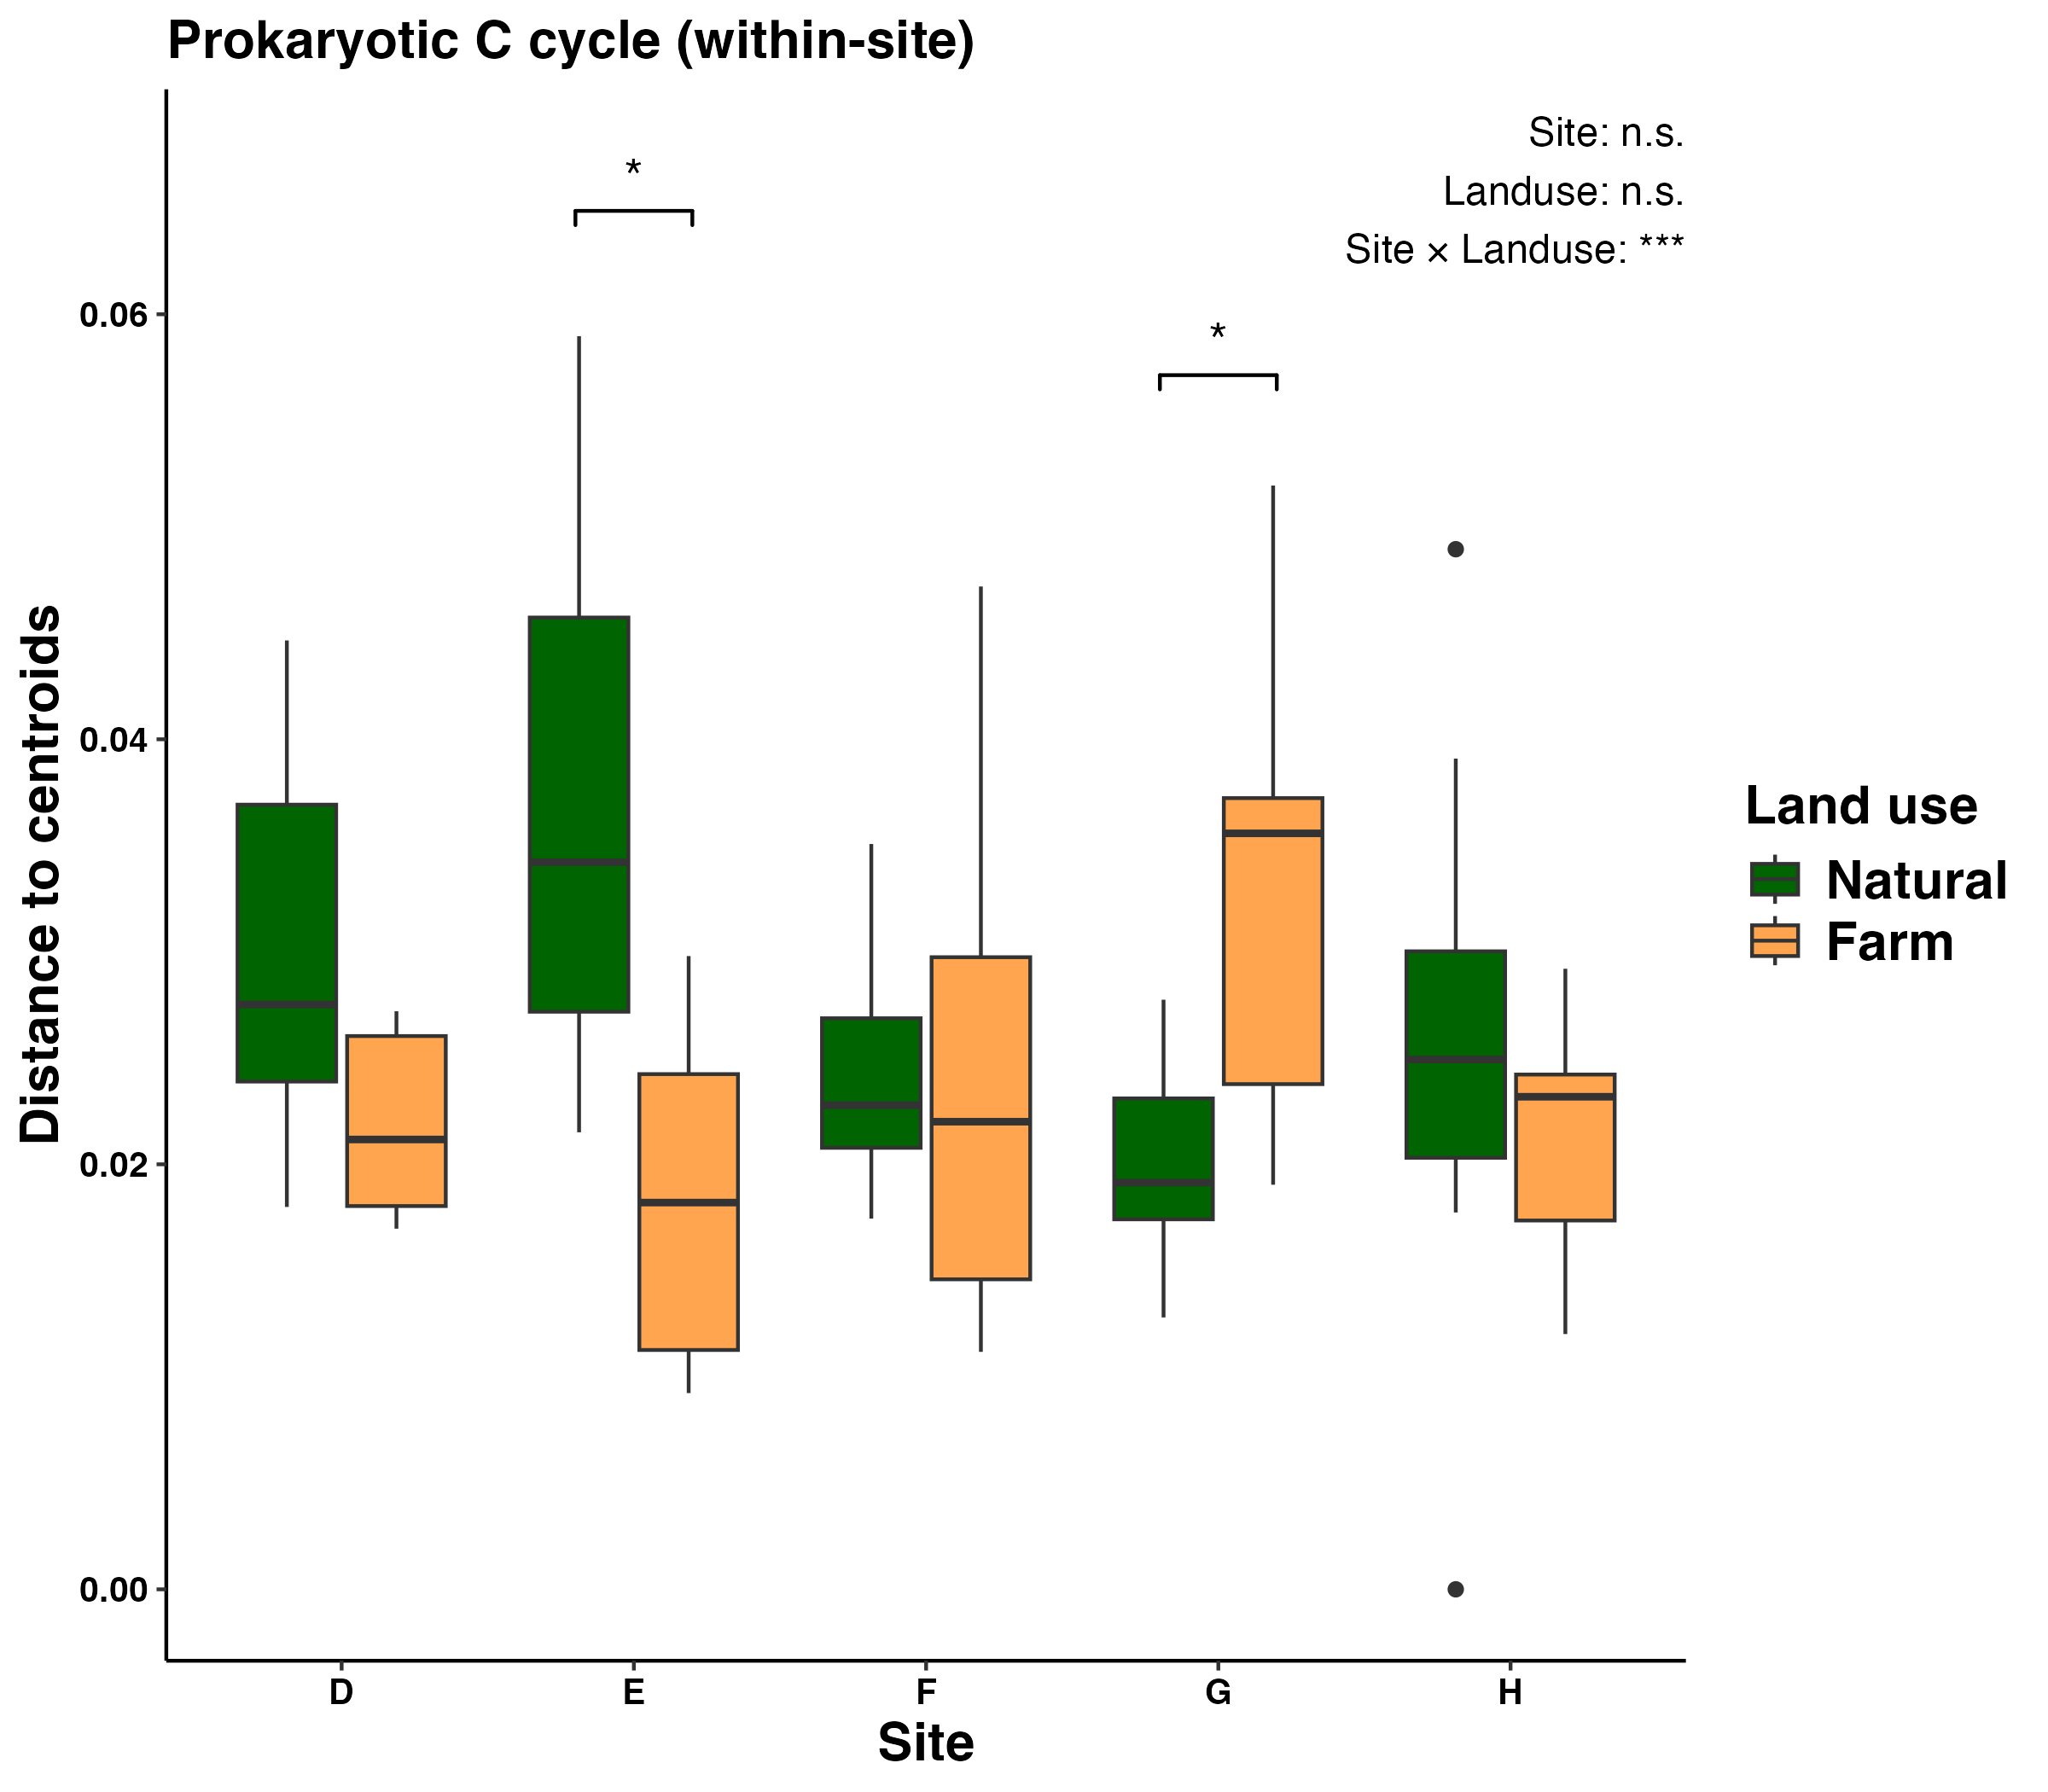 Prokaryotic C cycle (within-site)
Site: n.s.
Landuse: n.s.
Site × Landuse: ***
*
*
Distance to centroids
0.06
0.04
0.02
0.00
D E F G H
Site
Land use
Natural
Farm